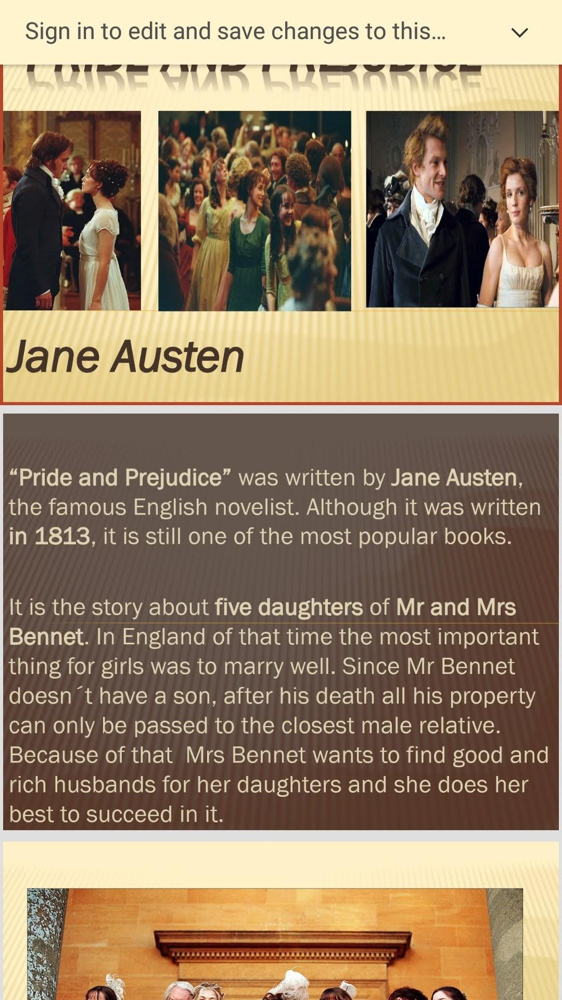 Sign in to edit and save changes to this...
PRIDE AND PREJUDICE
Jane Austen
“Pride and Prejudice” was written by Jane Austen,
the famous English novelist. Although it was written
in 1813, it is still one of the most popular books.
It is the story about five daughters of Mr and Mrs
Bennet. In England of that time the most important
thing for girls was to marry well. Since Mr Bennet
doesn´t have a son, after his death all his property
can only be passed to the closest male relative.
Because of that  Mrs Bennet wants to find good and
rich husbands for her daughters and she does her
best to succeed in it.